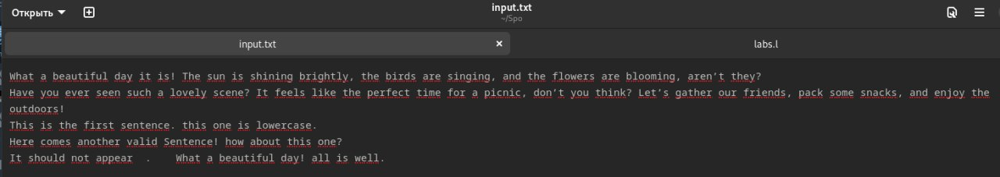 Открыть
input.txt
~/Spo
input.txt
labs.l
What a beautiful day it is! The sun is shining brightly, the birds are singing, and the flowers are blooming, aren’t they?
Have you ever seen such a lovely scene? It feels like the perfect time for a picnic, don’t you think? Let’s gather our friends, pack some snacks, and enjoy the
outdoors!
This is the first sentence. this one is lowercase.
Here comes another valid Sentence! how about this one?
It should not appear  .    What a beautiful day! all is well.